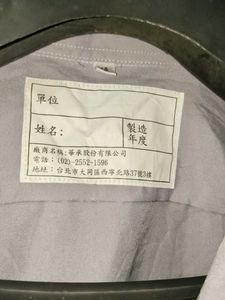 單位
姓名：
製造
年度
廠商名稱：華承股份有限公司
電話：(02)-2552-1596
地址：台北市大同區西寧北路37號3樓